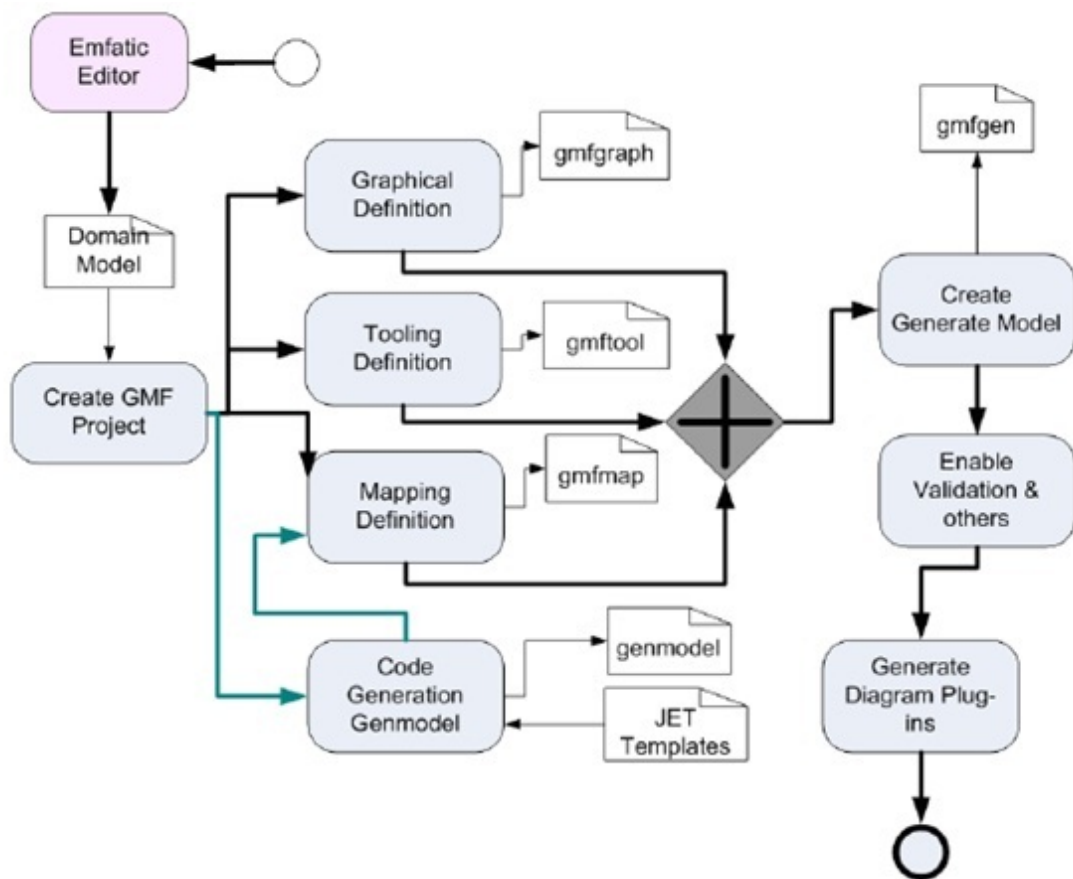 Emfatic
Editor
Domain
Model
Create GMF
Project
Graphical
Definition
gmfgraph
Tooling
Definition
gmftool
Mapping
Definition
gmfmap
Code
Generation
Genmodel
genmodel
JET
Templates
gmfgen
Create
Generate Model
Enable
Validation &
others
Generate
Diagram Plug-
ins